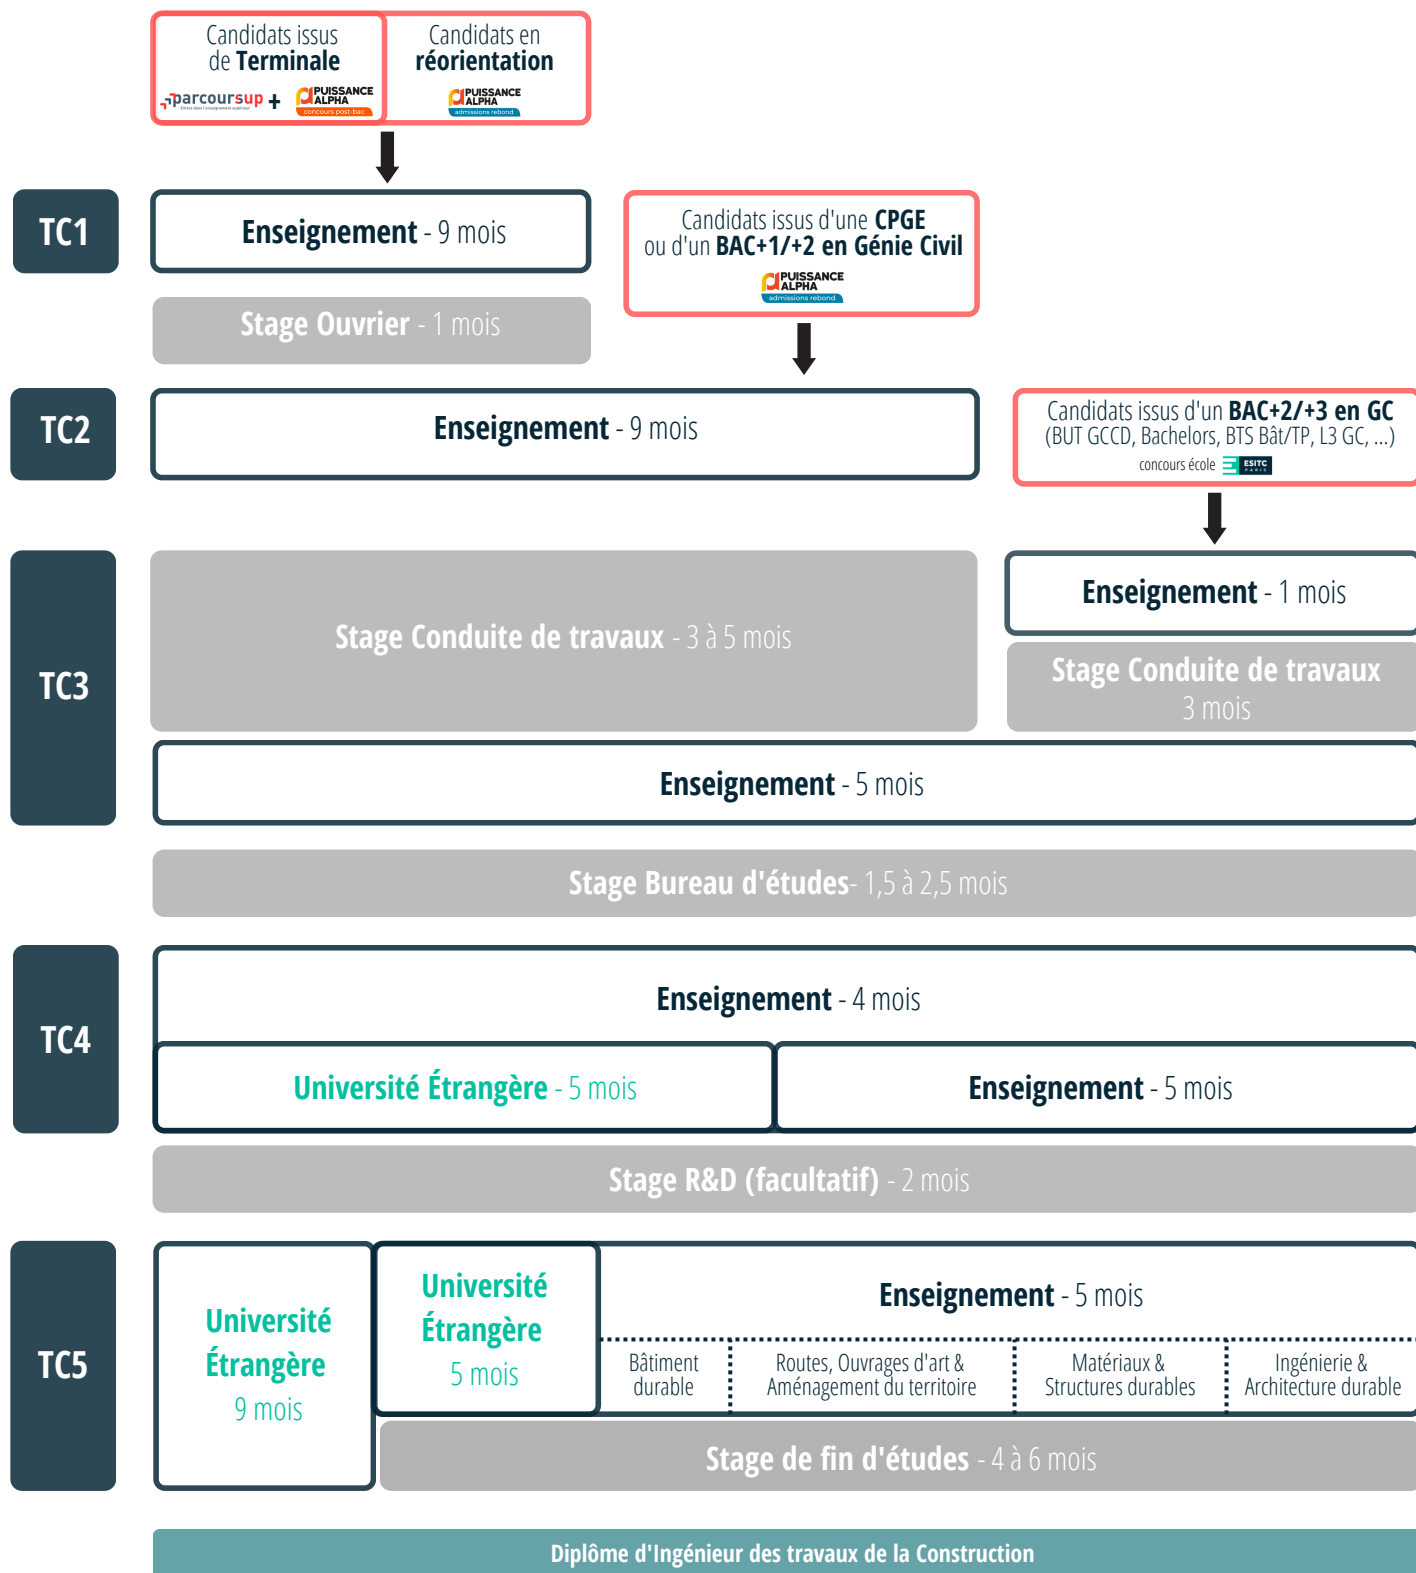 Candidats issus
de Terminale
parcoursup + PUISSANCE
ALPHA
concours post-bac
Candidats en
réorientation
PUISSANCE
ALPHA
admissions rebond
TC1
Enseignement - 9 mois
Stage Ouvrier - 1 mois
Candidats issus d'une CPGE
ou d'un BAC+1/+2 en Génie Civil
PUISSANCE
ALPHA
admissions rebond
TC2
Enseignement - 9 mois
Candidats issus d'un BAC+2/+3 en GC
(BUT GCCD, Bachelors, BTS Bât/TP, L3 GC, ...)
concours école ESITC
PARIS
TC3
Stage Conduite de travaux - 3 à 5 mois
Enseignement - 1 mois
Stage Conduite de travaux
3 mois
Enseignement - 5 mois
Stage Bureau d'études- 1,5 à 2,5 mois
TC4
Enseignement - 4 mois
Université Étrangère - 5 mois
Enseignement - 5 mois
Stage R&D (facultatif) - 2 mois
TC5
Université
Étrangère
9 mois
Université
Étrangère
5 mois
Enseignement - 5 mois
Bâtiment
durable
Routes, Ouvrages d'art &
Aménagement du territoire
Matériaux &
Structures durables
Ingénierie &
Architecture durable
Stage de fin d'études - 4 à 6 mois
Diplôme d'Ingénieur des travaux de la Construction